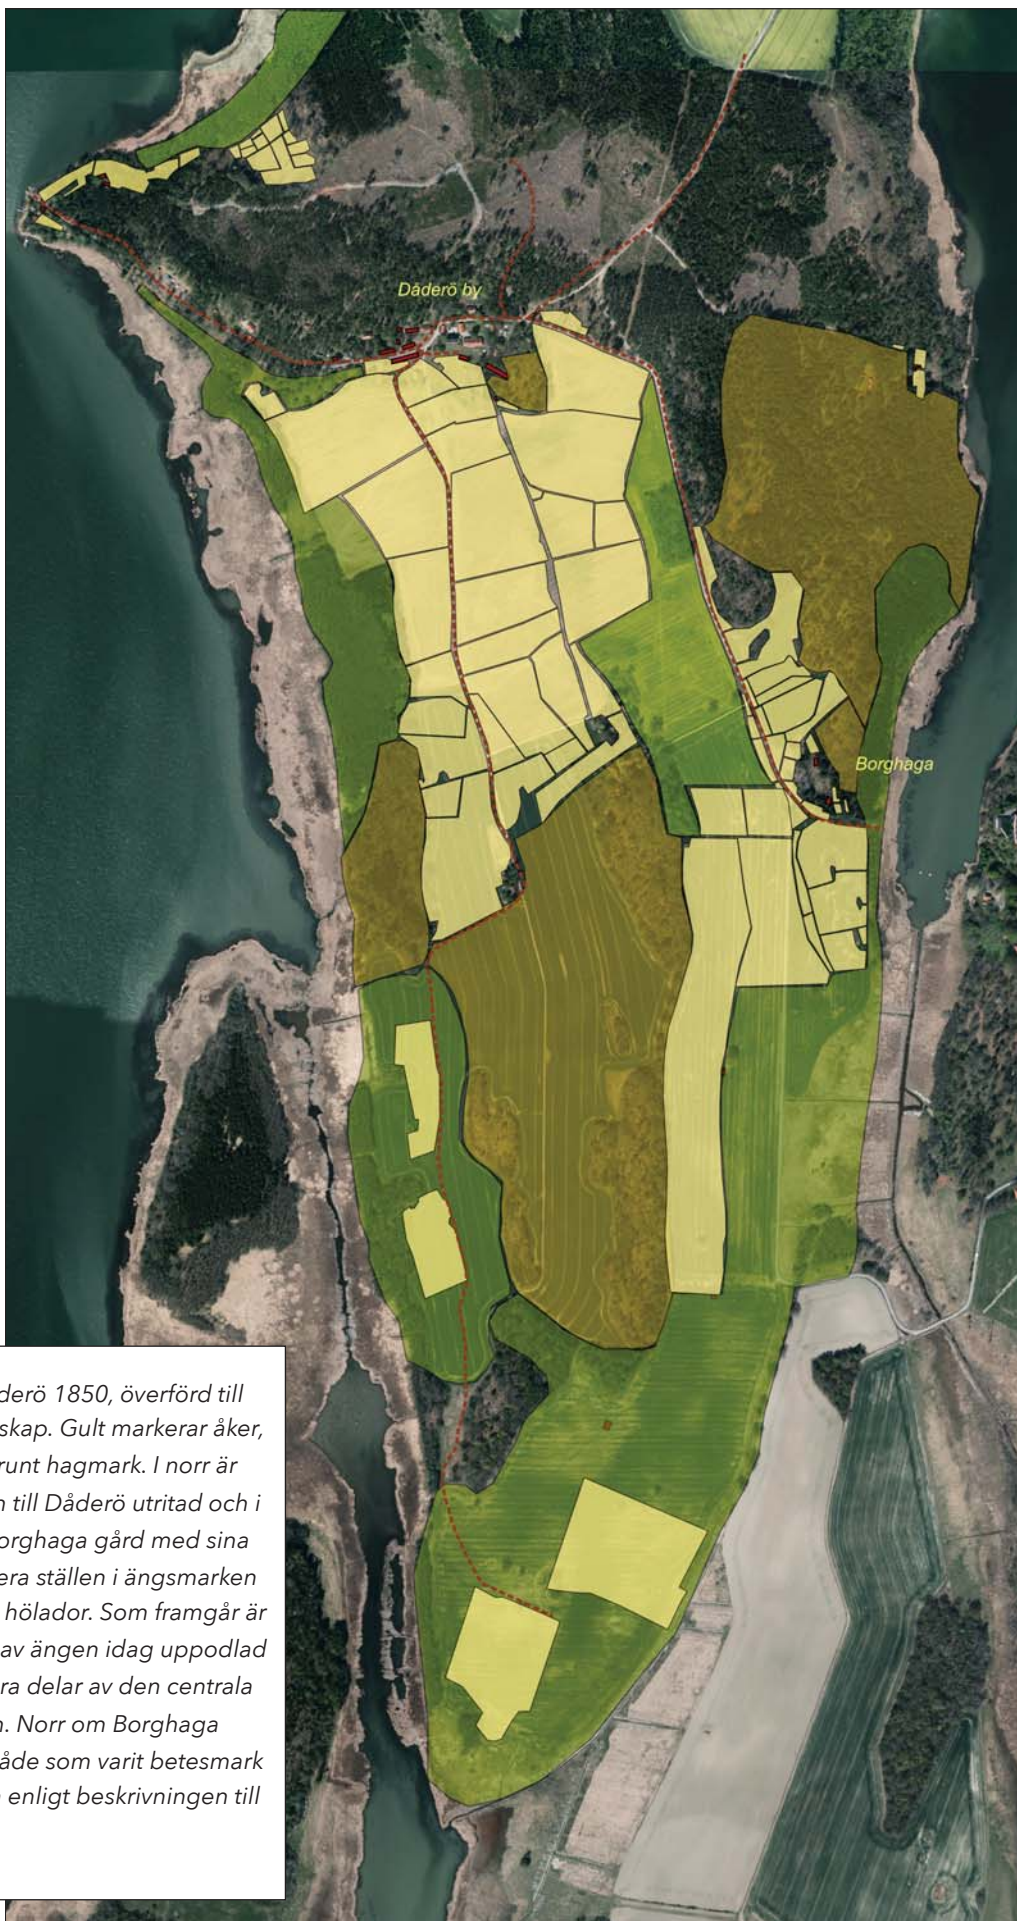 Dåderö by
Borghaga
derö 1850, överförd till
skap. Gult markerar åker,
runt hagmark. I norr är
n till Dåderö utritad och i
orghaga gård med sina
era ställen i ängsmarken
hölador. Som framgår är
av ängen idag uppodlad
ra delar av den centrala
n. Norr om Borghaga
råde som varit betesmark
enligt beskrivningen till